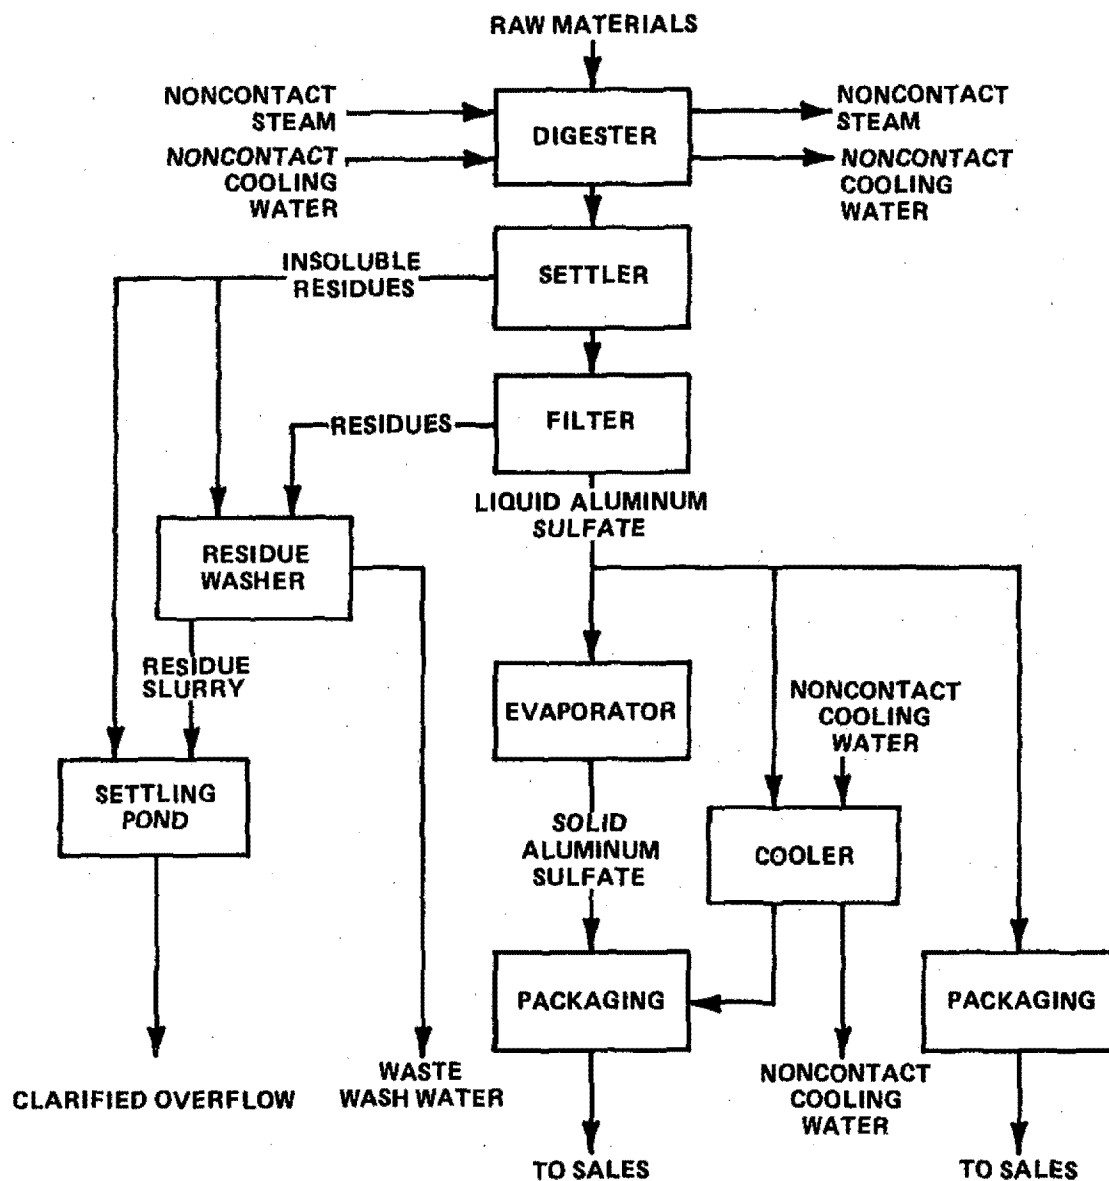 RAW MATERIALS
NONCONTACT
STEAM
NONCONTACT
COOLING
WATER
DIGESTER
NONCONTACT
STEAM
NONCONTACT
COOLING
WATER
INSOLUBLE
RESIDUES
SETTLER
RESIDUES
FILTER
LIQUID ALUMINUM
SULFATE
RESIDUE
WASHER
RESIDUE
SLURRY
EVAPORATOR
NONCONTACT
COOLING
WATER
SETTLING
POND
SOLID
ALUMINUM
SULFATE
COOLER
PACKAGING
PACKAGING
CLARIFIED OVERFLOW
WASTE
WASH WATER
NONCONTACT
COOLING
WATER
TO SALES
TO SALES